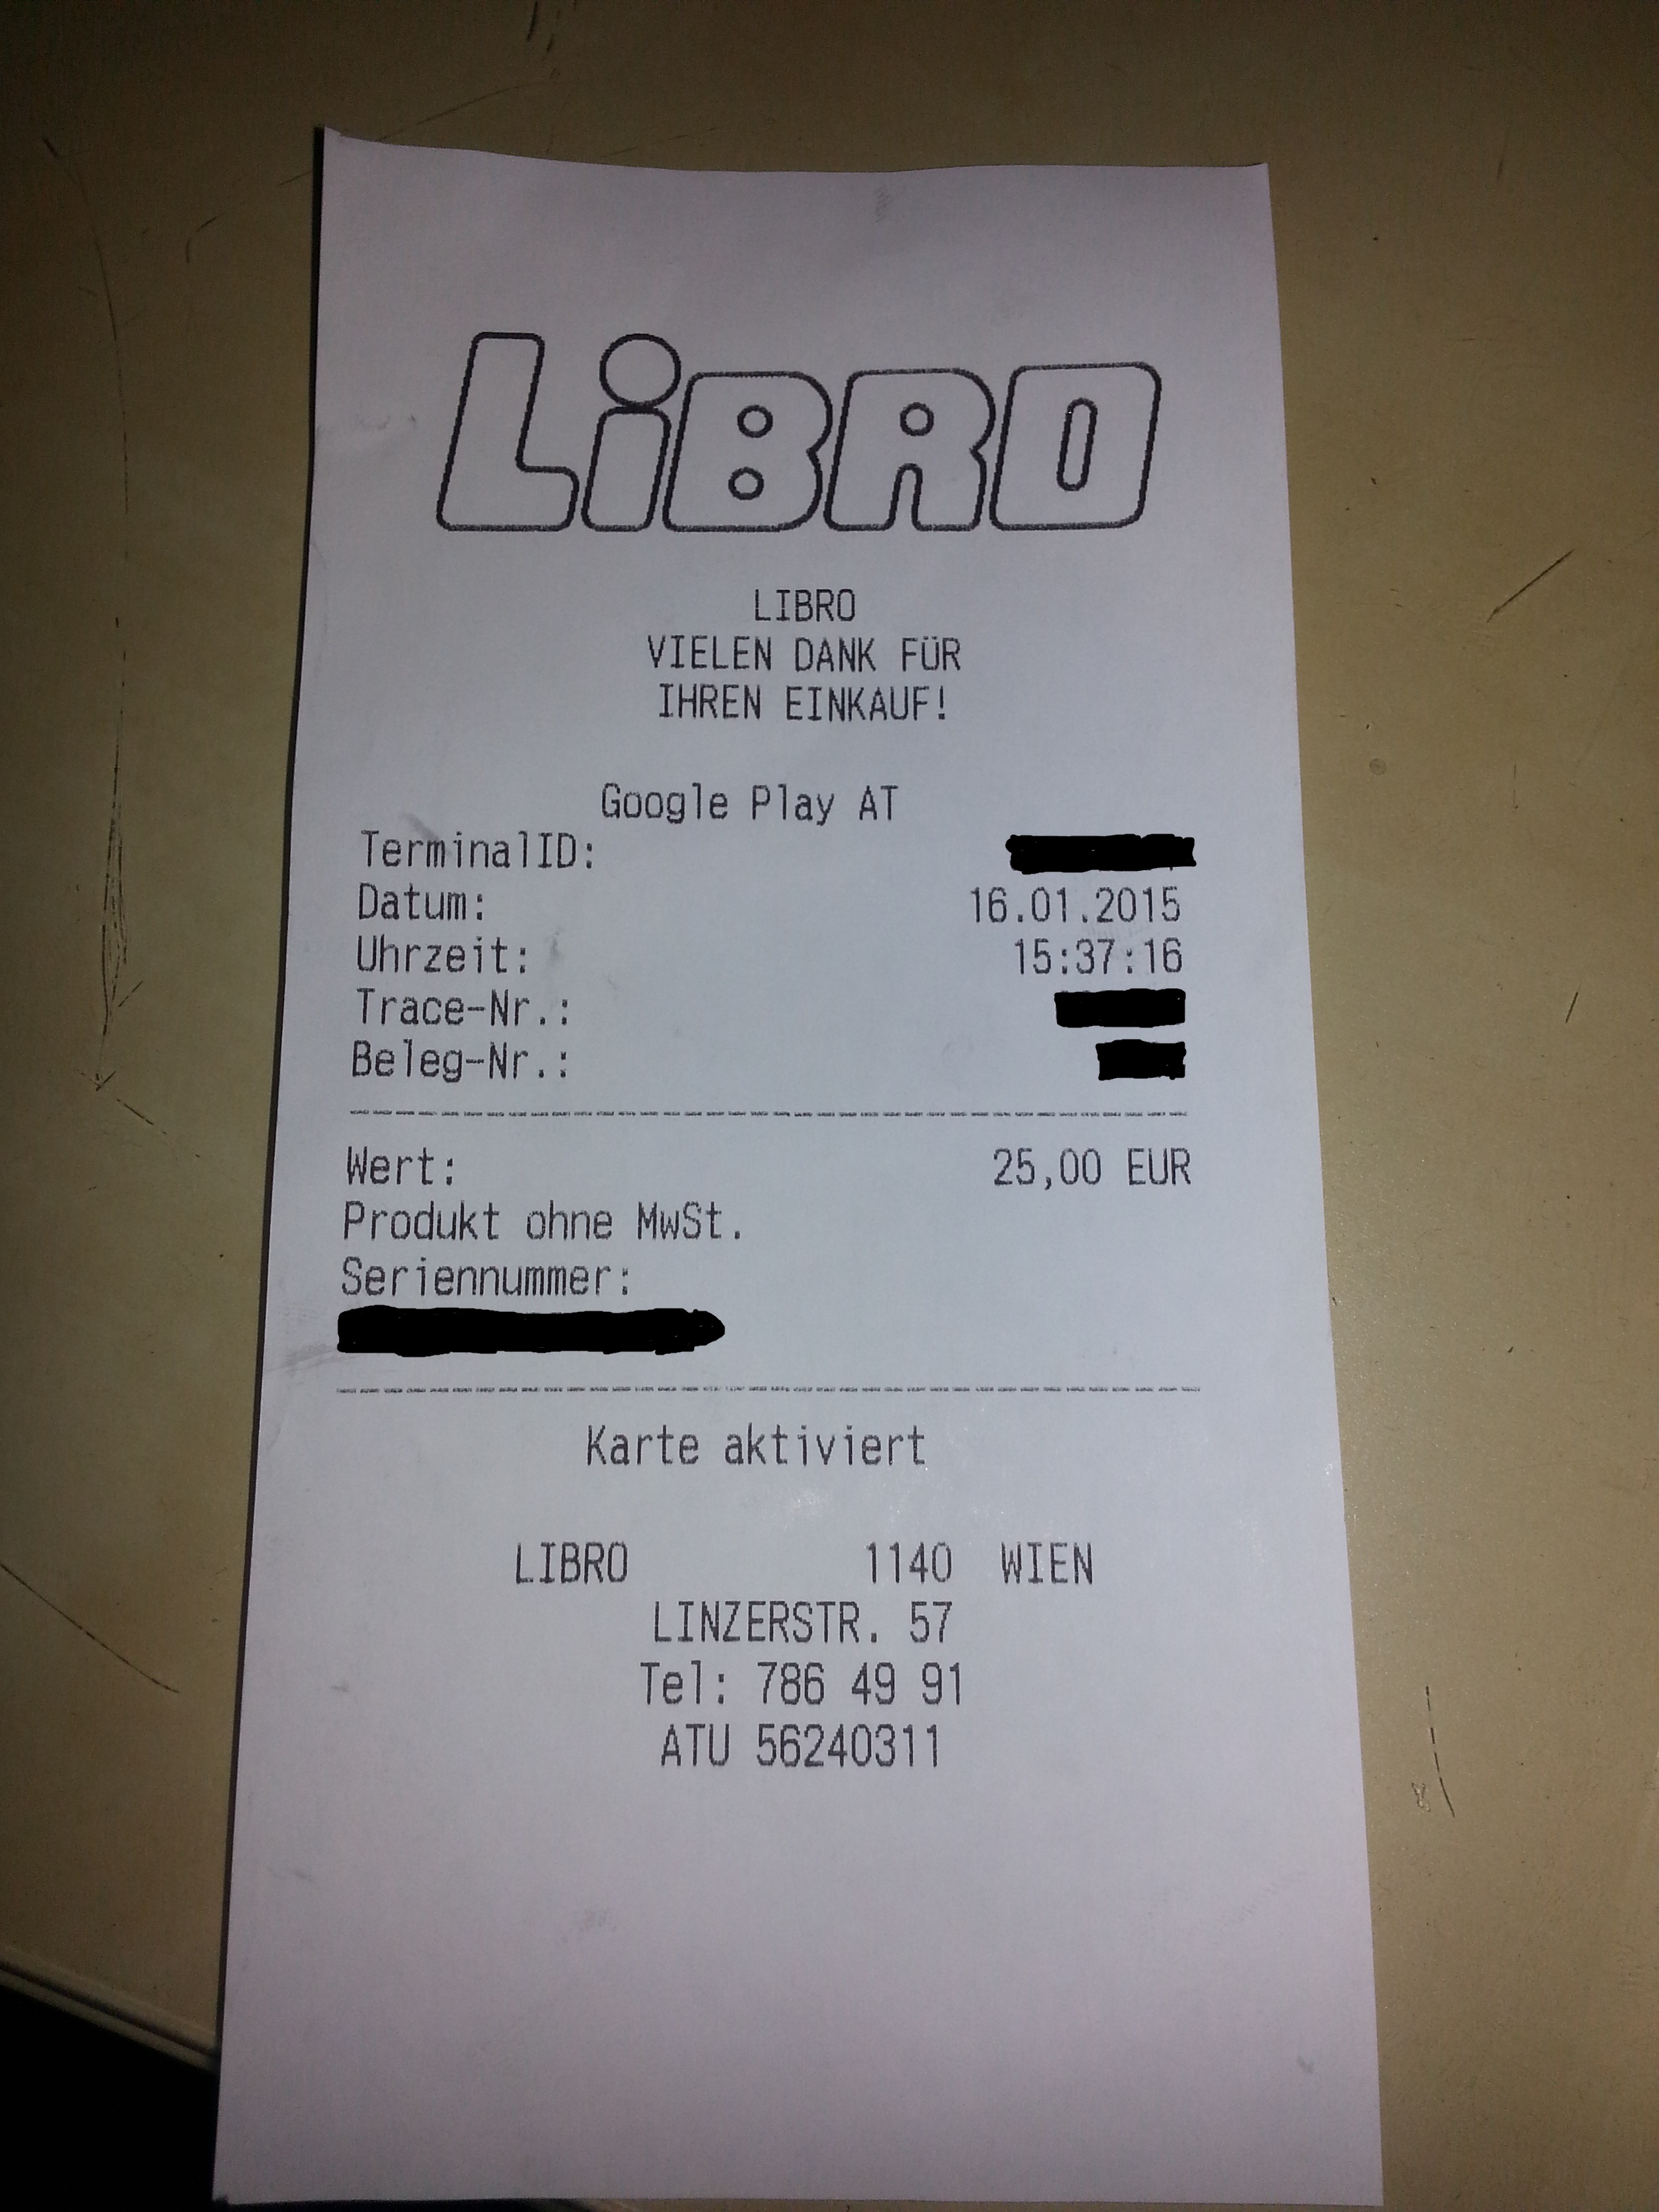 LiBRO
LIBRO
VIELEN DANK FÜR
IHREN EINKAUF!
Google Play AT
TerminalID:
Datum: 16.01.2015
Uhrzeit: 15:37:16
Trace-Nr.:
Beleg-Nr.:
Wert: 25,00 EUR
Produkt ohne MwSt.
Seriennummer:
Karte aktiviert
LIBRO 1140 WIEN
LINZERSTR. 57
Tel: 786 49 91
ATU 56240311